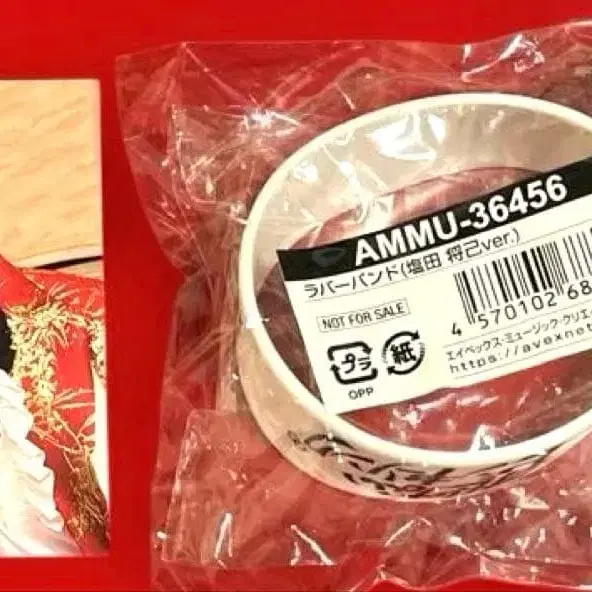 AMMU-36456
ラバーバンド(塩田 将己ver.)
NOT FOR SALE
4 570102 68
プラ
紙
OPP
エイベックス・ミュージック・クリエ
https://avexnet